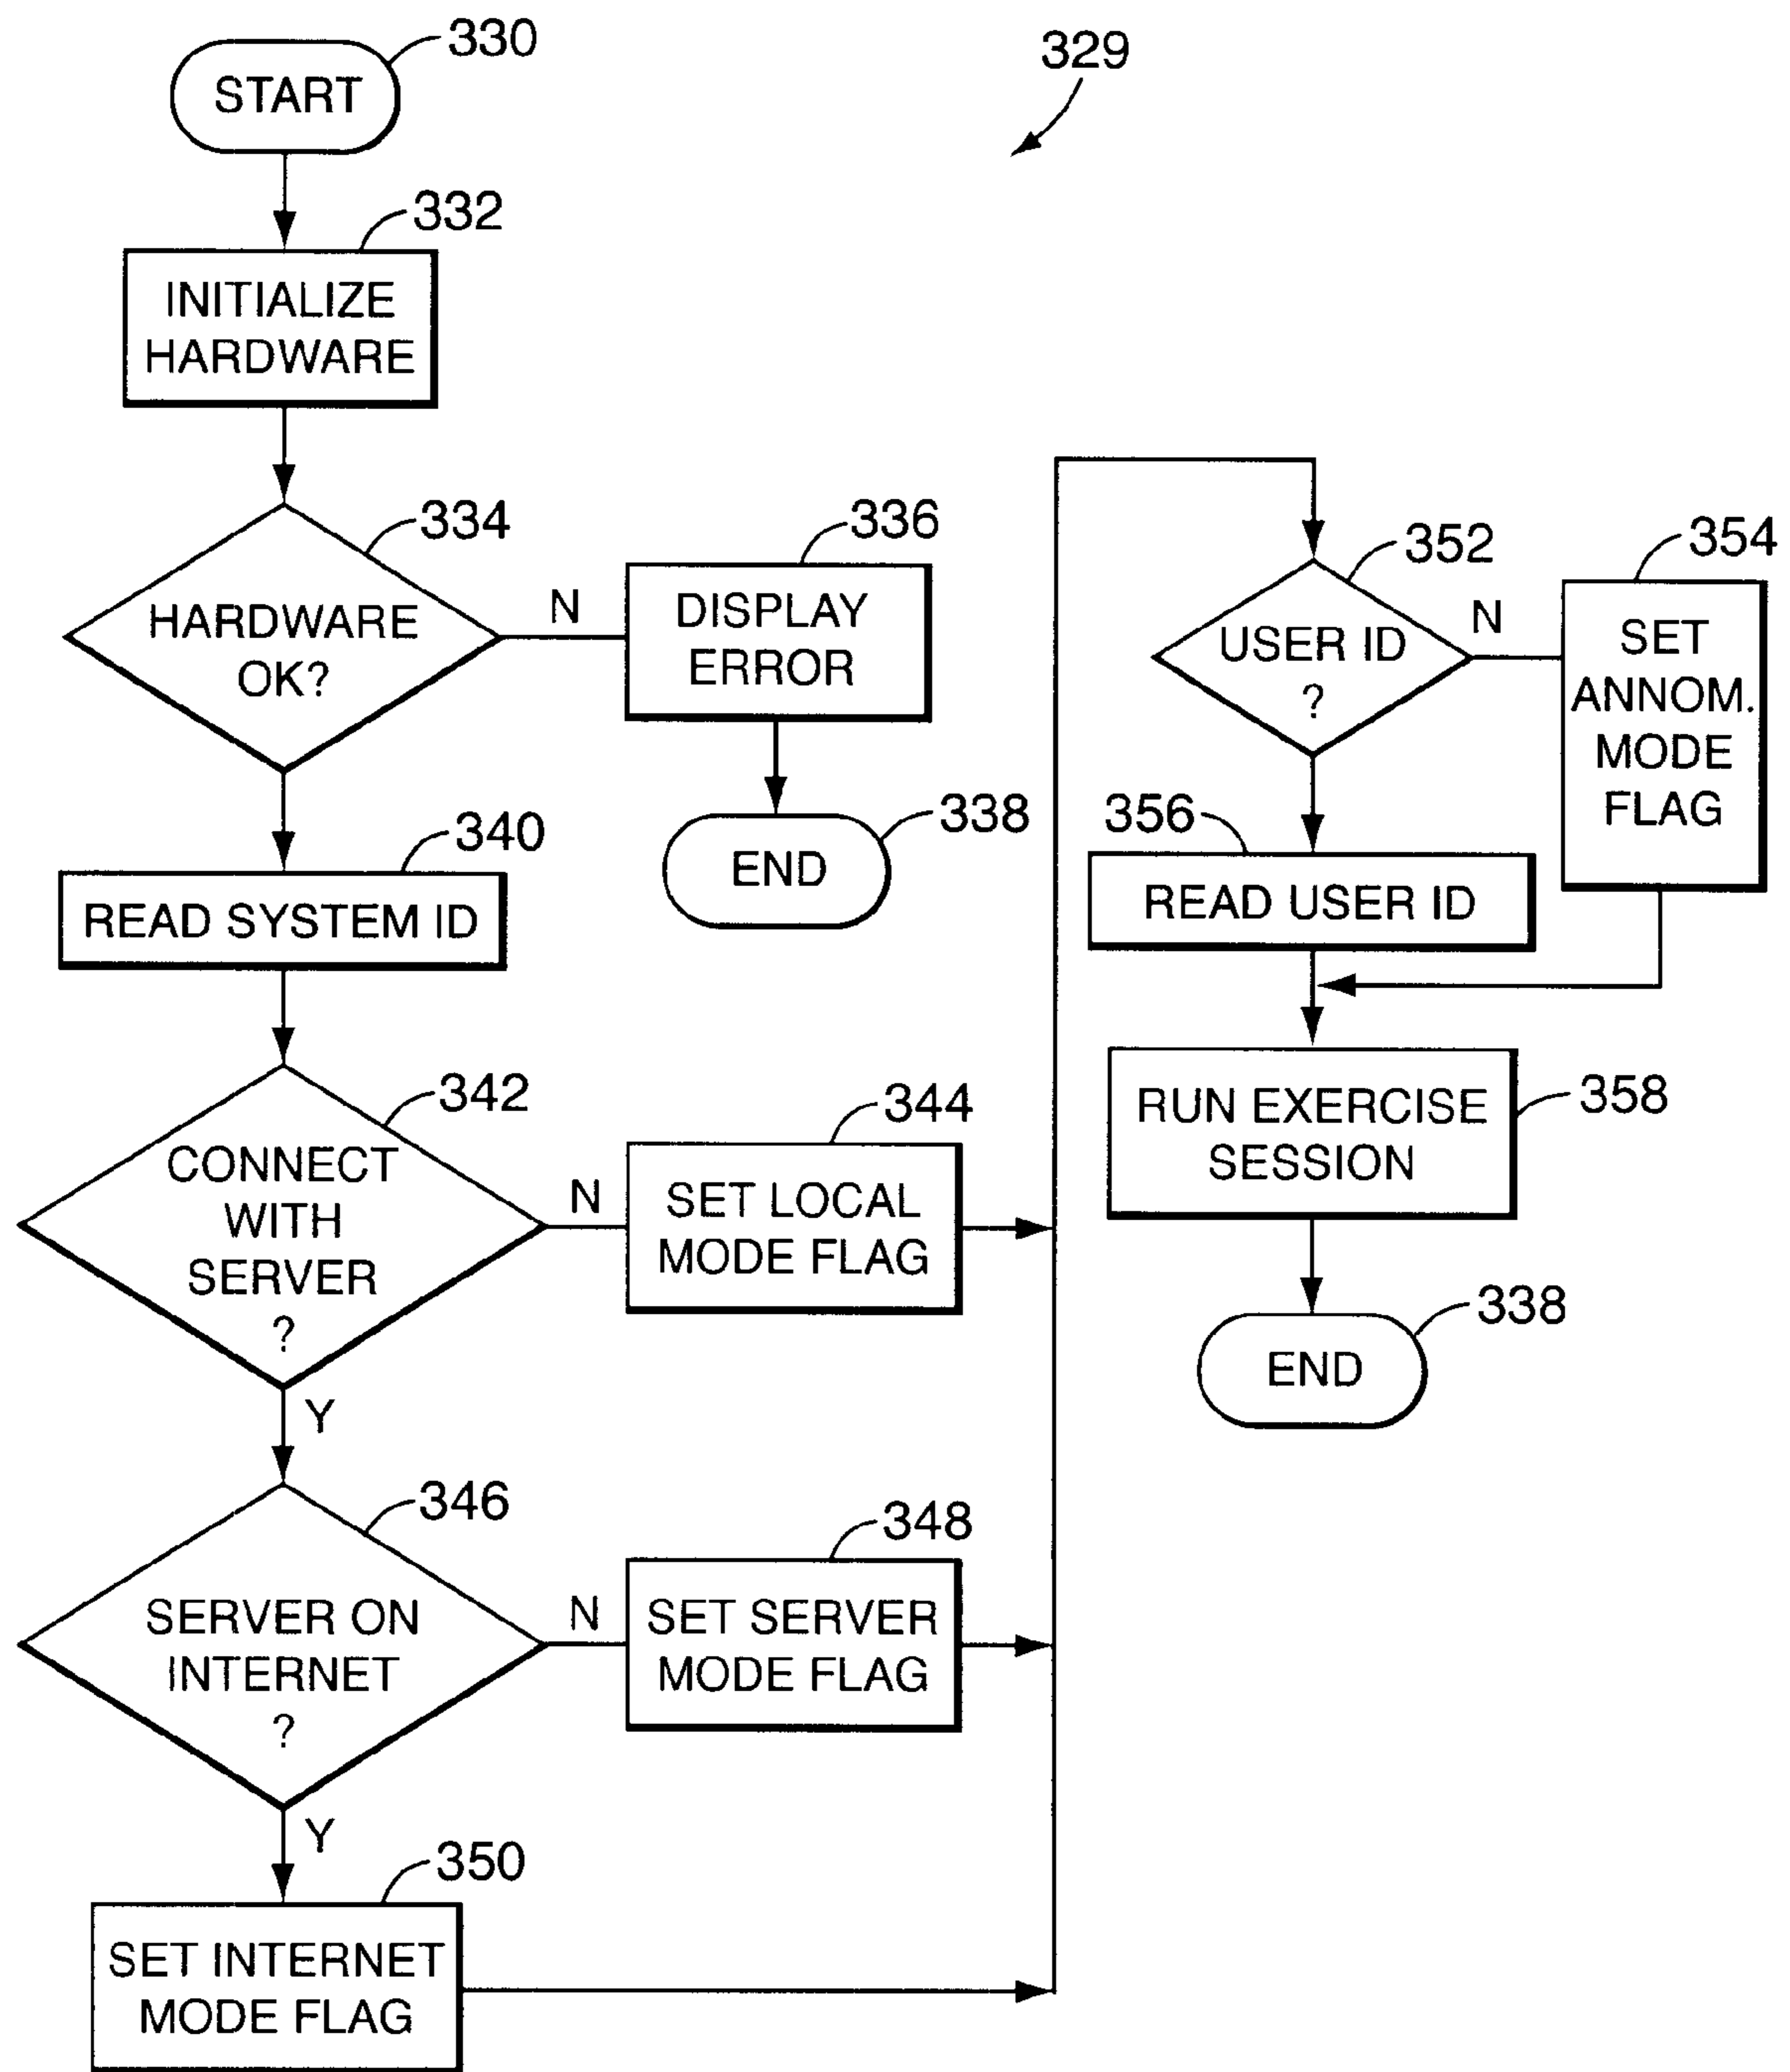 330
START
329
332
INITIALIZE
HARDWARE
334
HARDWARE
OK?
N
336
DISPLAY
ERROR
338
END
340
READ SYSTEM ID
342
CONNECT
WITH
SERVER
?
N
344
SET LOCAL
MODE FLAG
Y
346
SERVER ON
INTERNET
?
N
348
SET SERVER
MODE FLAG
Y
350
SET INTERNET
MODE FLAG
352
USER ID
?
N
354
SET
ANNOM.
MODE
FLAG
356
READ USER ID
RUN EXERCISE
SESSION
358
338
END